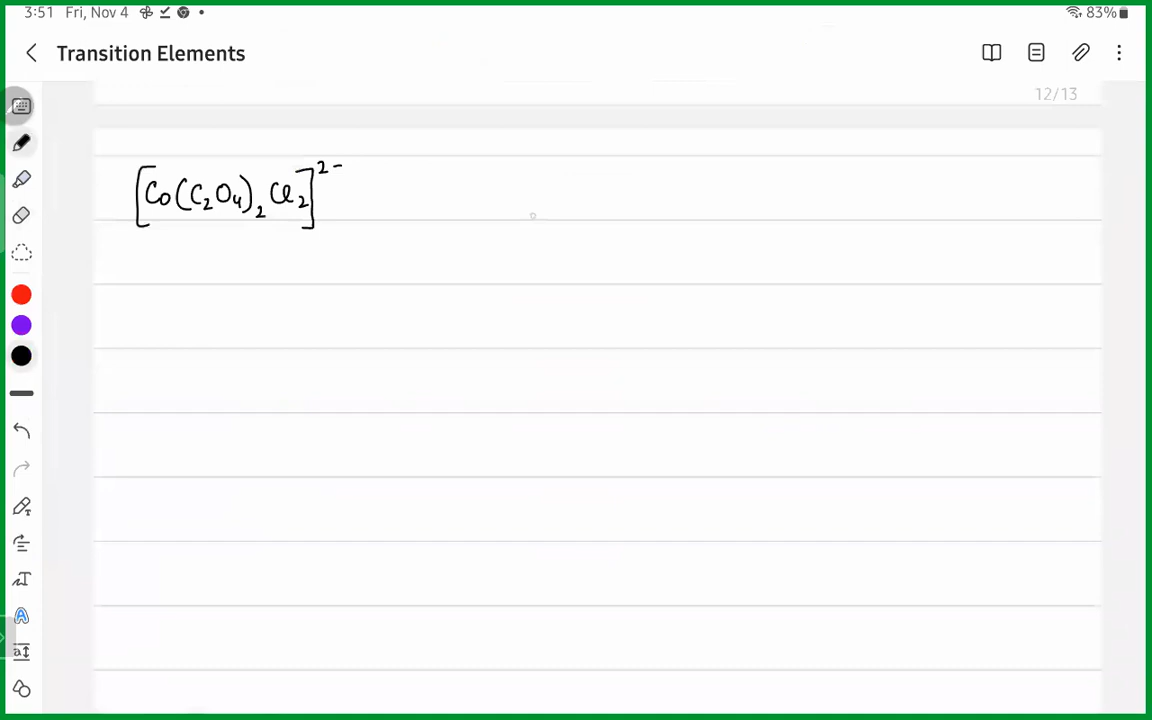 3:51 Fri, Nov 4
83%
Transition Elements
12/13
[Co(C₂O₄)₂Cl₂]²⁻